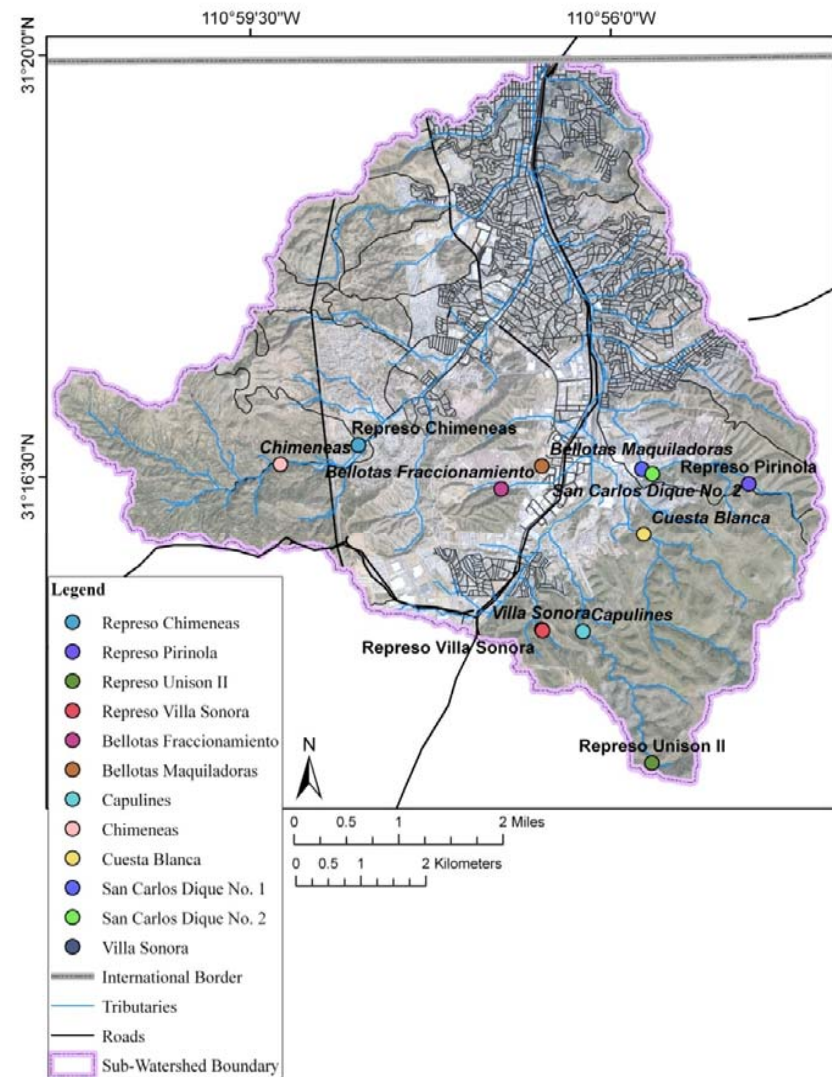 110°59'30"W
110°56'0"W
31°20'0"N
31°16'30"N
Represo Chimeneas
Chimeneas
Bellotas Maquiladoras
Bellotas Fraccionamiento
Represo Pirinola
San Carlos Dique No. 2
Cuesta Blanca
Villa Sonora
Capulines
Represo Villa Sonora
Represo Unison II
Legend
Represo Chimeneas
Represo Pirinola
Represo Unison II
Represo Villa Sonora
Bellotas Fraccionamiento
Bellotas Maquiladoras
Capulines
Chimeneas
Cuesta Blanca
San Carlos Dique No. 1
San Carlos Dique No. 2
Villa Sonora
International Border
Tributaries
Roads
Sub-Watershed Boundary
N
0 0.5 1 2 Miles
0 0.5 1 2 Kilometers